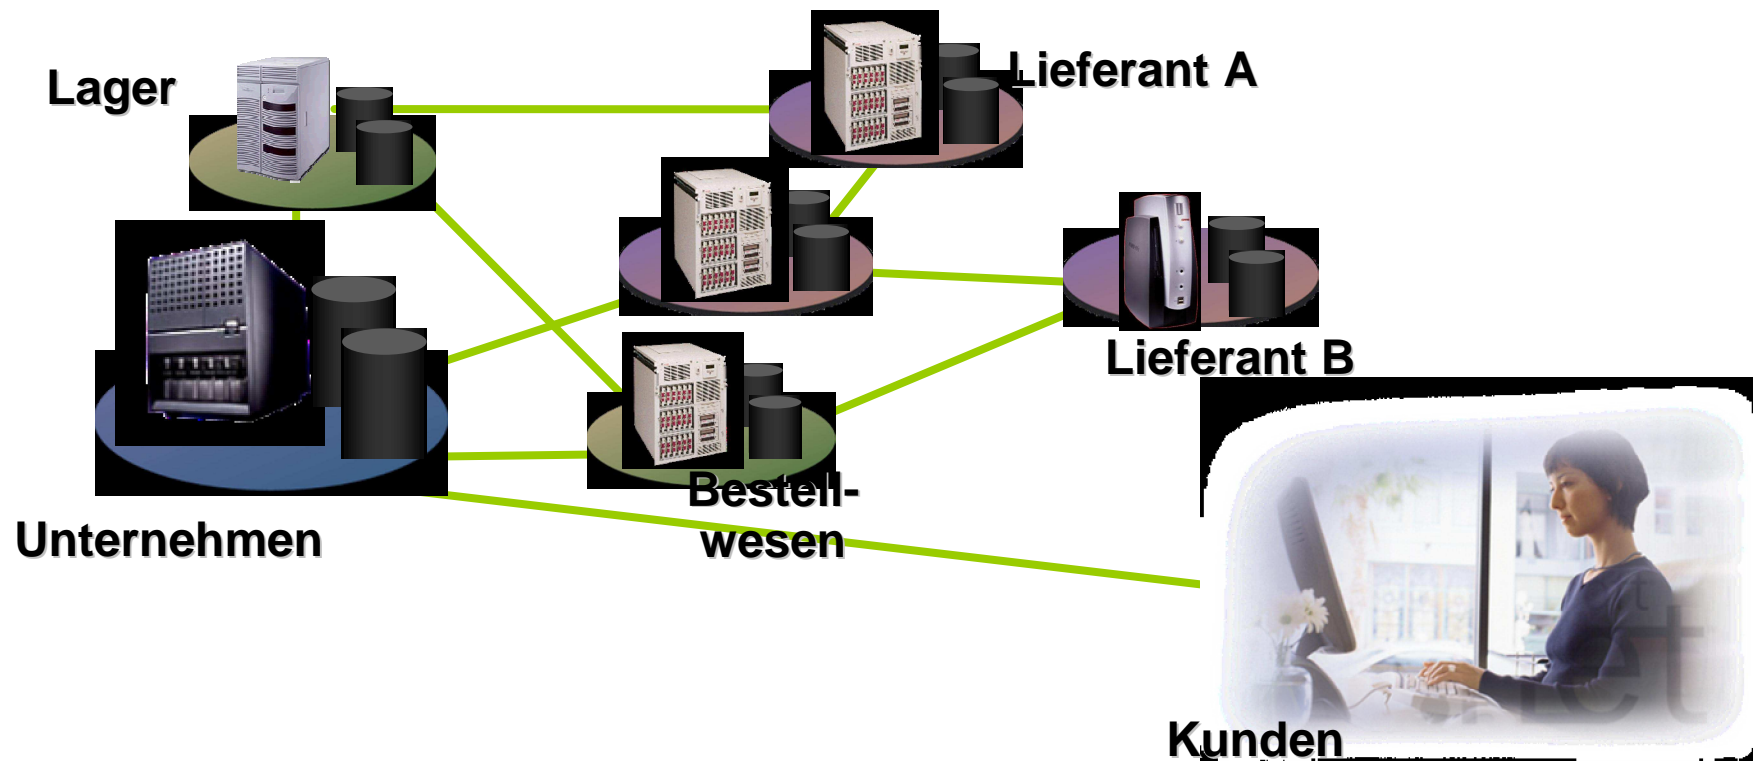 Lager
Lieferant A
Lieferant B
Bestell-
wesen
Unternehmen
Kunden